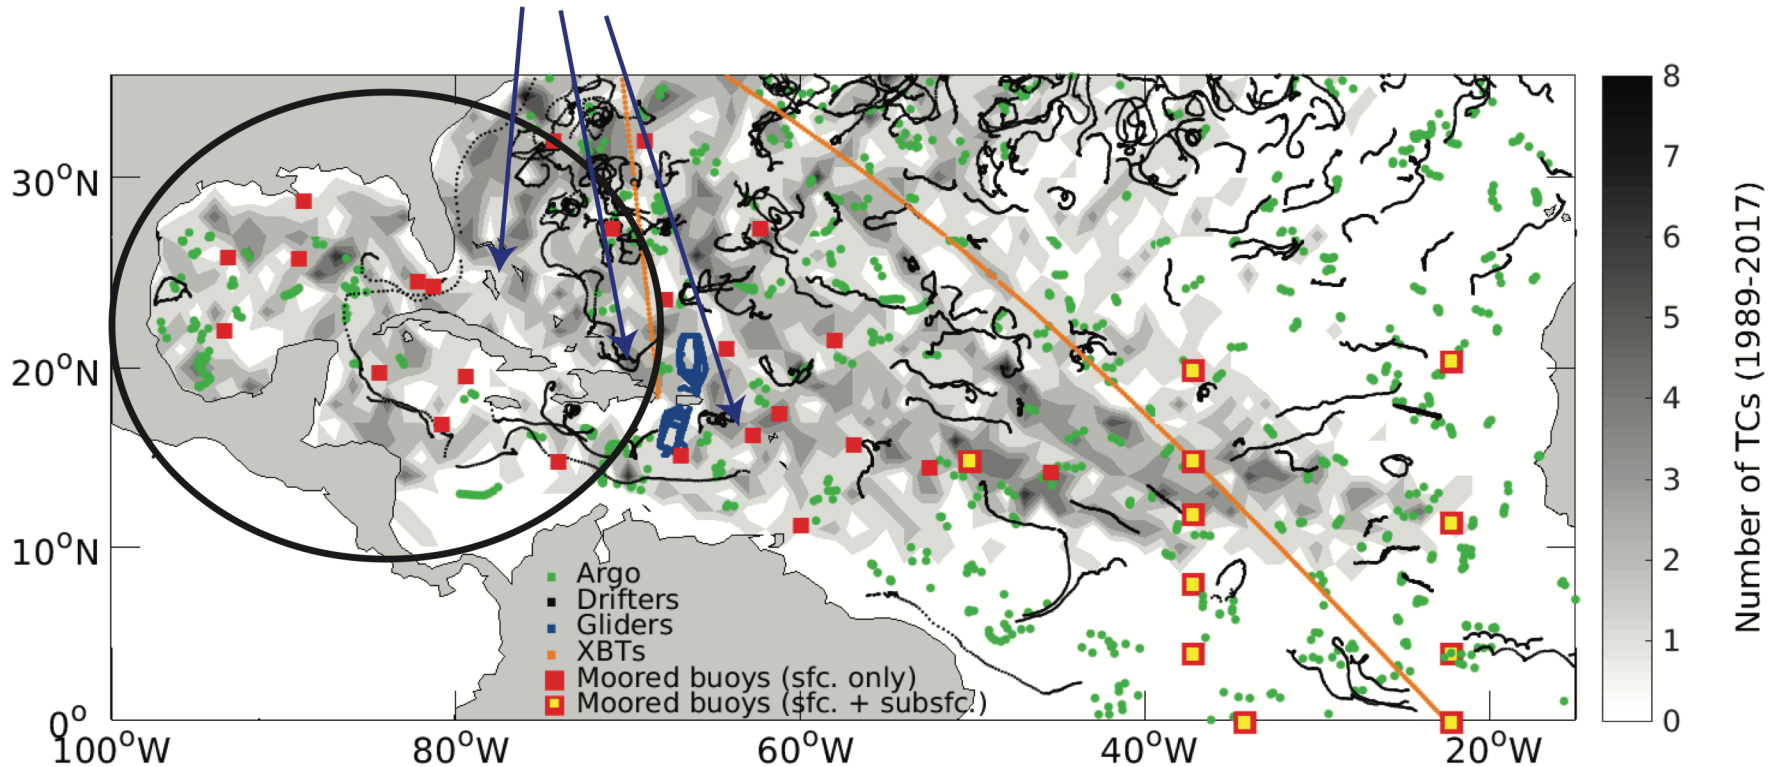 30°N
20°N
10°N
0°
100°W
80°W
60°W
40°W
20°W
Argo
Drifters
Gliders
XBTs
Moored buoys (sfc. only)
Moored buoys (sfc. + subsfc.)
8
7
6
5
4
3
2
1
0
Number of TCs (1989-2017)